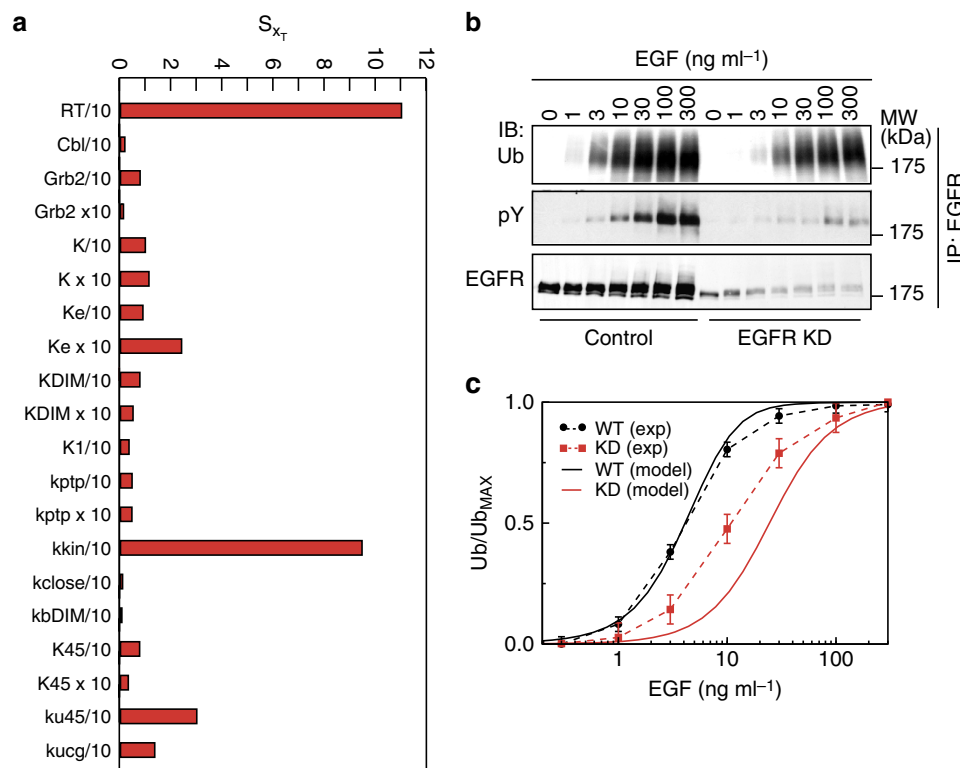 a
S_xT
0 2 4 6 8 10 12
RT/10
Cbl/10
Grb2/10
Grb2 x10
K/10
K x 10
Ke/10
Ke x 10
KDIM/10
KDIM x 10
K1/10
kptp/10
kptp x 10
kkin/10
kclose/10
kbDIM/10
K45/10
K45 x 10
ku45/10
kucg/10
b
EGF (ng ml–1)
0 1 3 10 30 100 300 0 1 3 10 30 100 300
MW
(kDa)
IB:
Ub
175
pY
175
EGFR
175
IP: EGFR
Control
EGFR KD
c
1.0
0.5
0.0
Ub/UbMAX
WT (exp)
KD (exp)
WT (model)
KD (model)
1 10 100
EGF (ng ml–1)